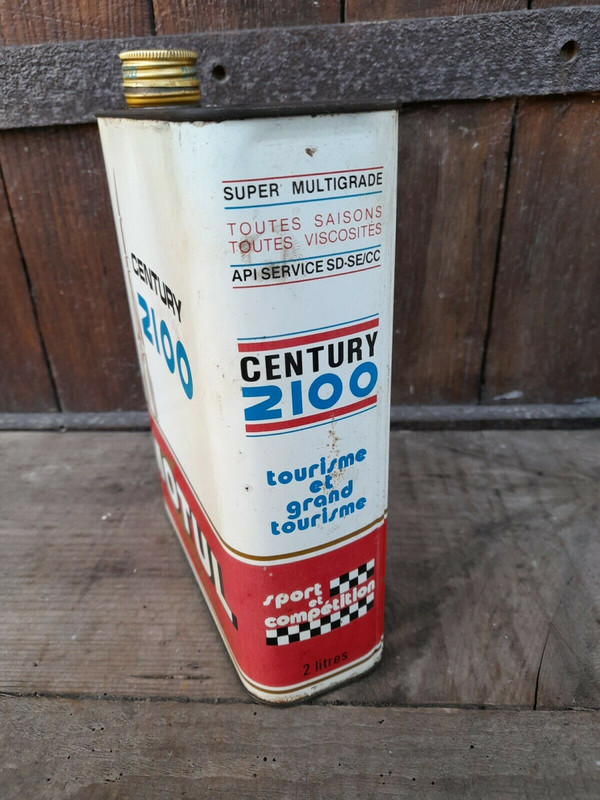 SUPER MULTIGRADE
TOUTES SAISONS
TOUTES VISCOSITÉS
API SERVICE SD-SE/CC
CENTURY
2100
tourisme
et
grand
tourisme
sport
et
compétition
2 litres
CENTURY
2100